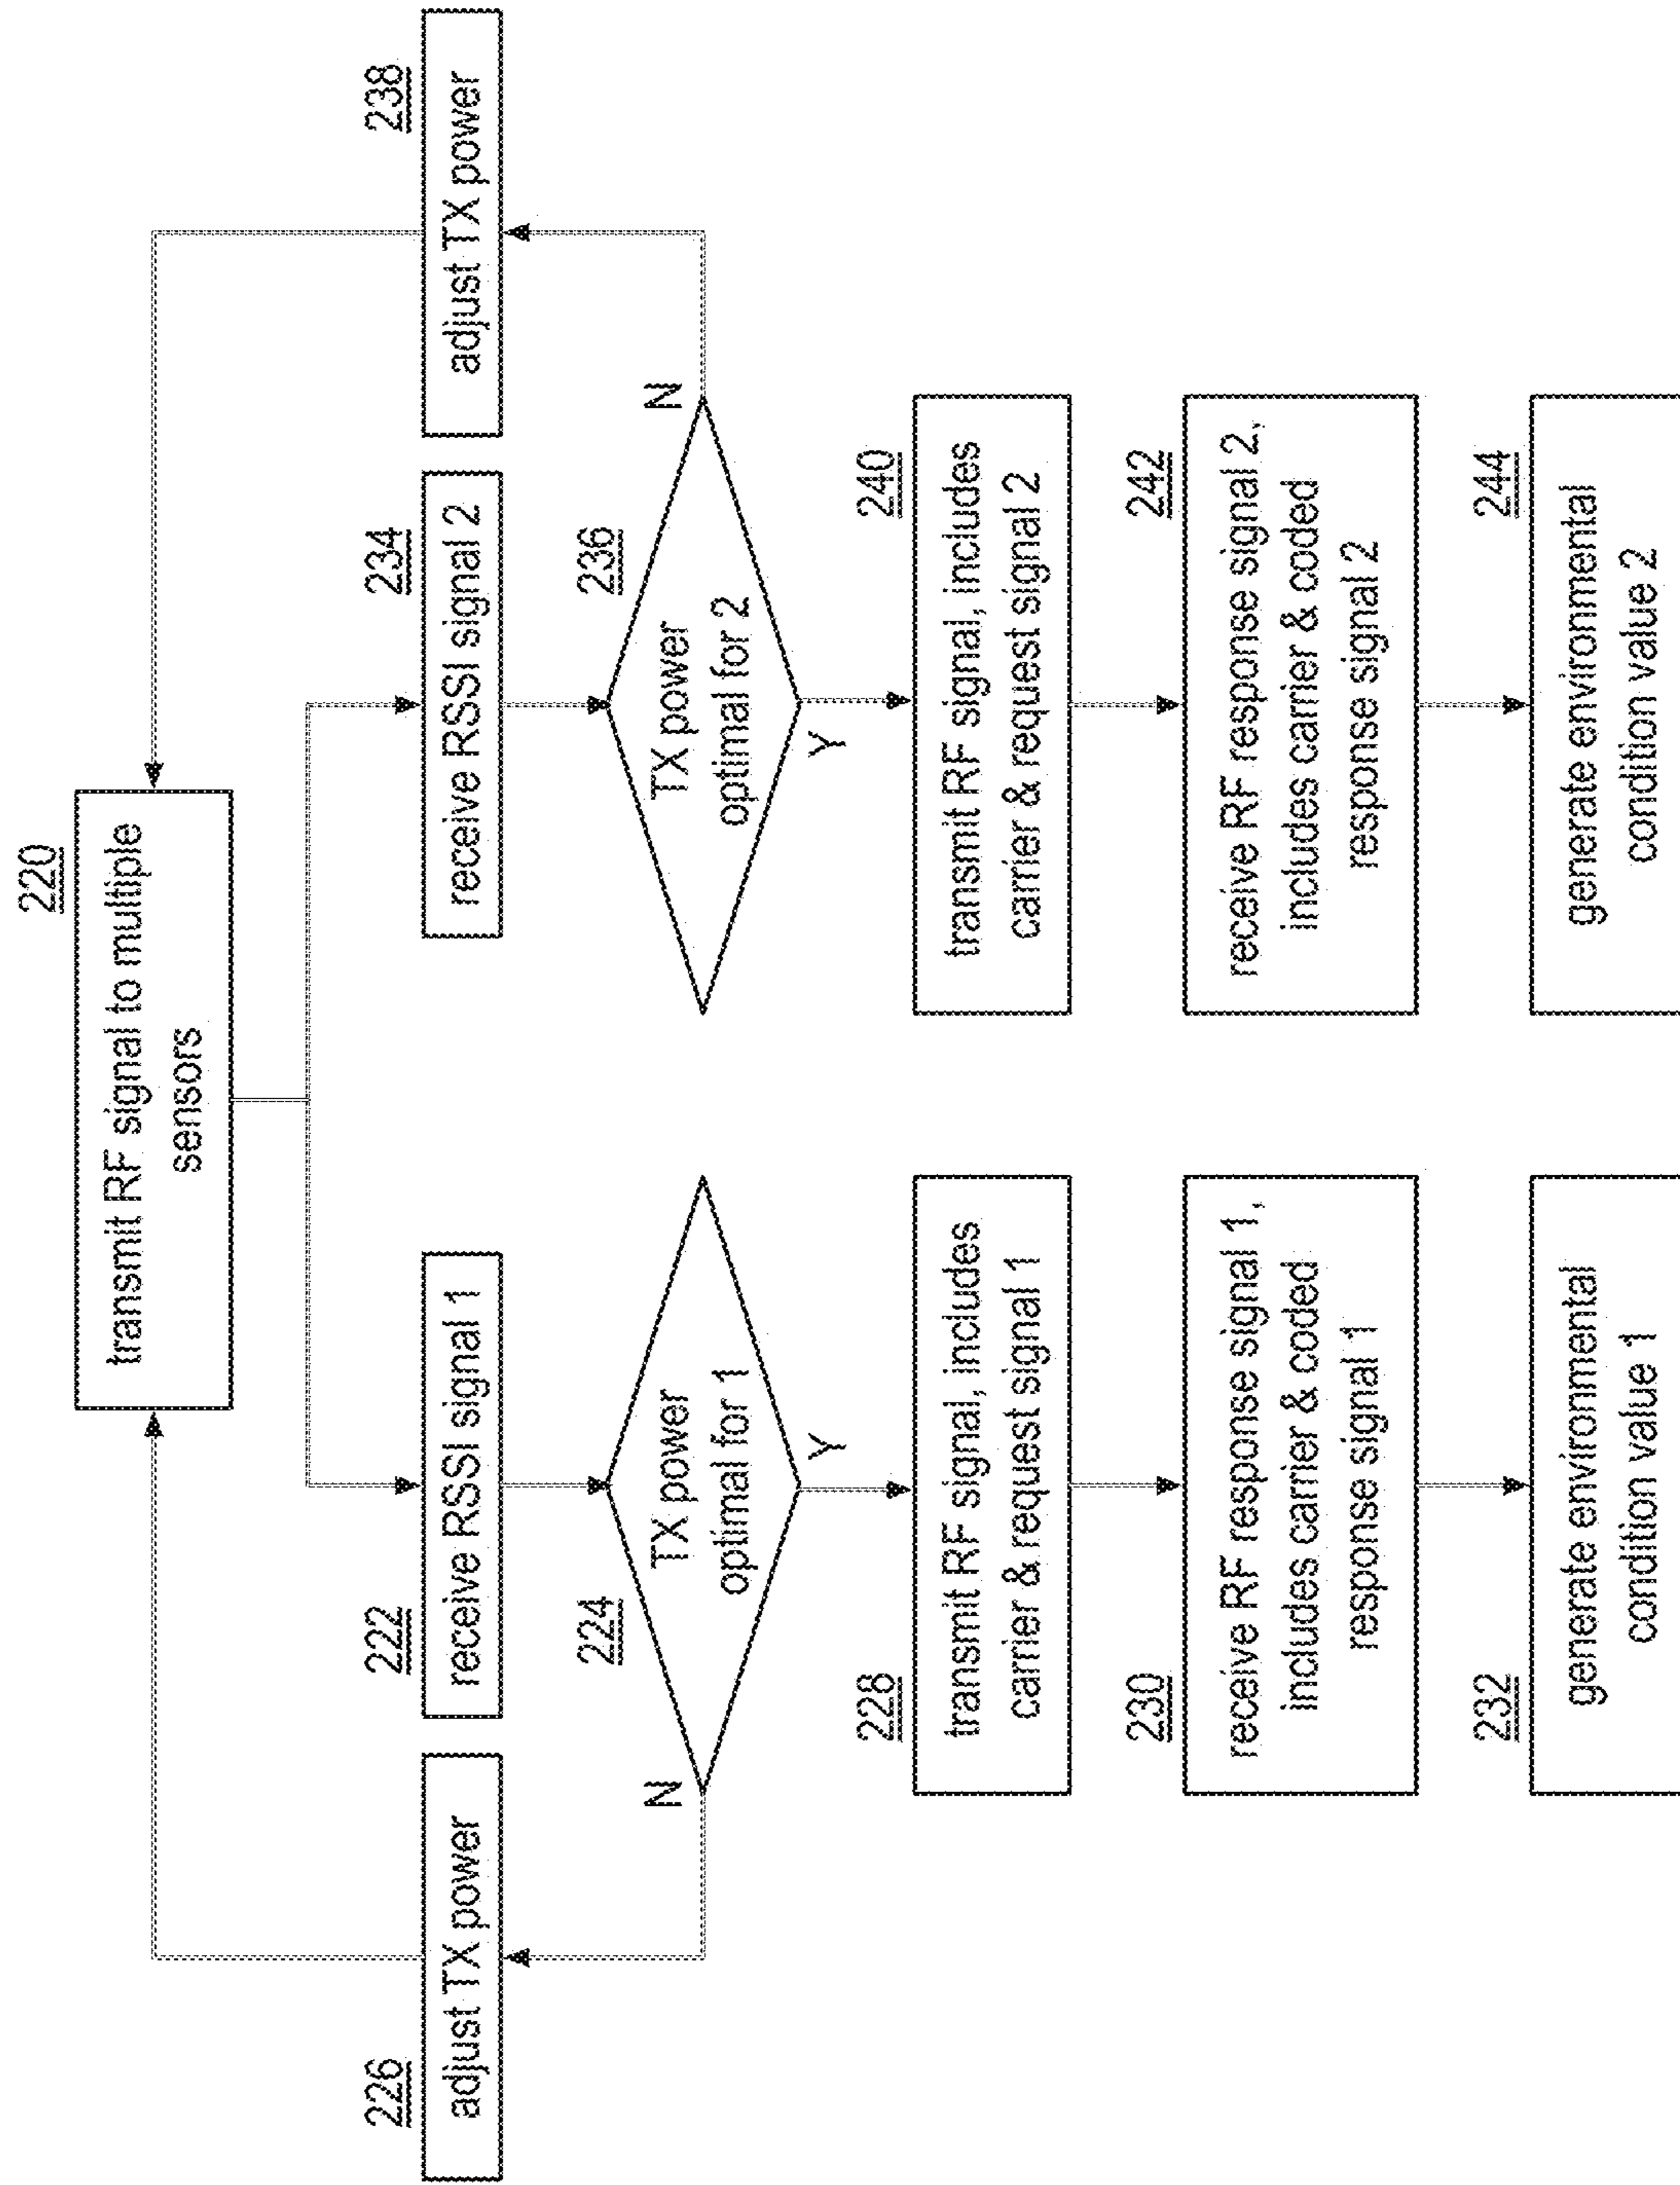 220
transmit RF signal to multiple
sensors
226
adjust TX power
222
receive RSSI signal 1
234
receive RSSI signal 2
238
adjust TX power
224
TX power
optimal for 1
N
Y
236
TX power
optimal for 2
N
Y
228
transmit RF signal, includes
carrier & request signal 1
240
transmit RF signal, includes
carrier & request signal 2
230
receive RF response signal 1,
includes carrier & coded
response signal 1
242
receive RF response signal 2,
includes carrier & coded
response signal 2
232
generate environmental
condition value 1
244
generate environmental
condition value 2